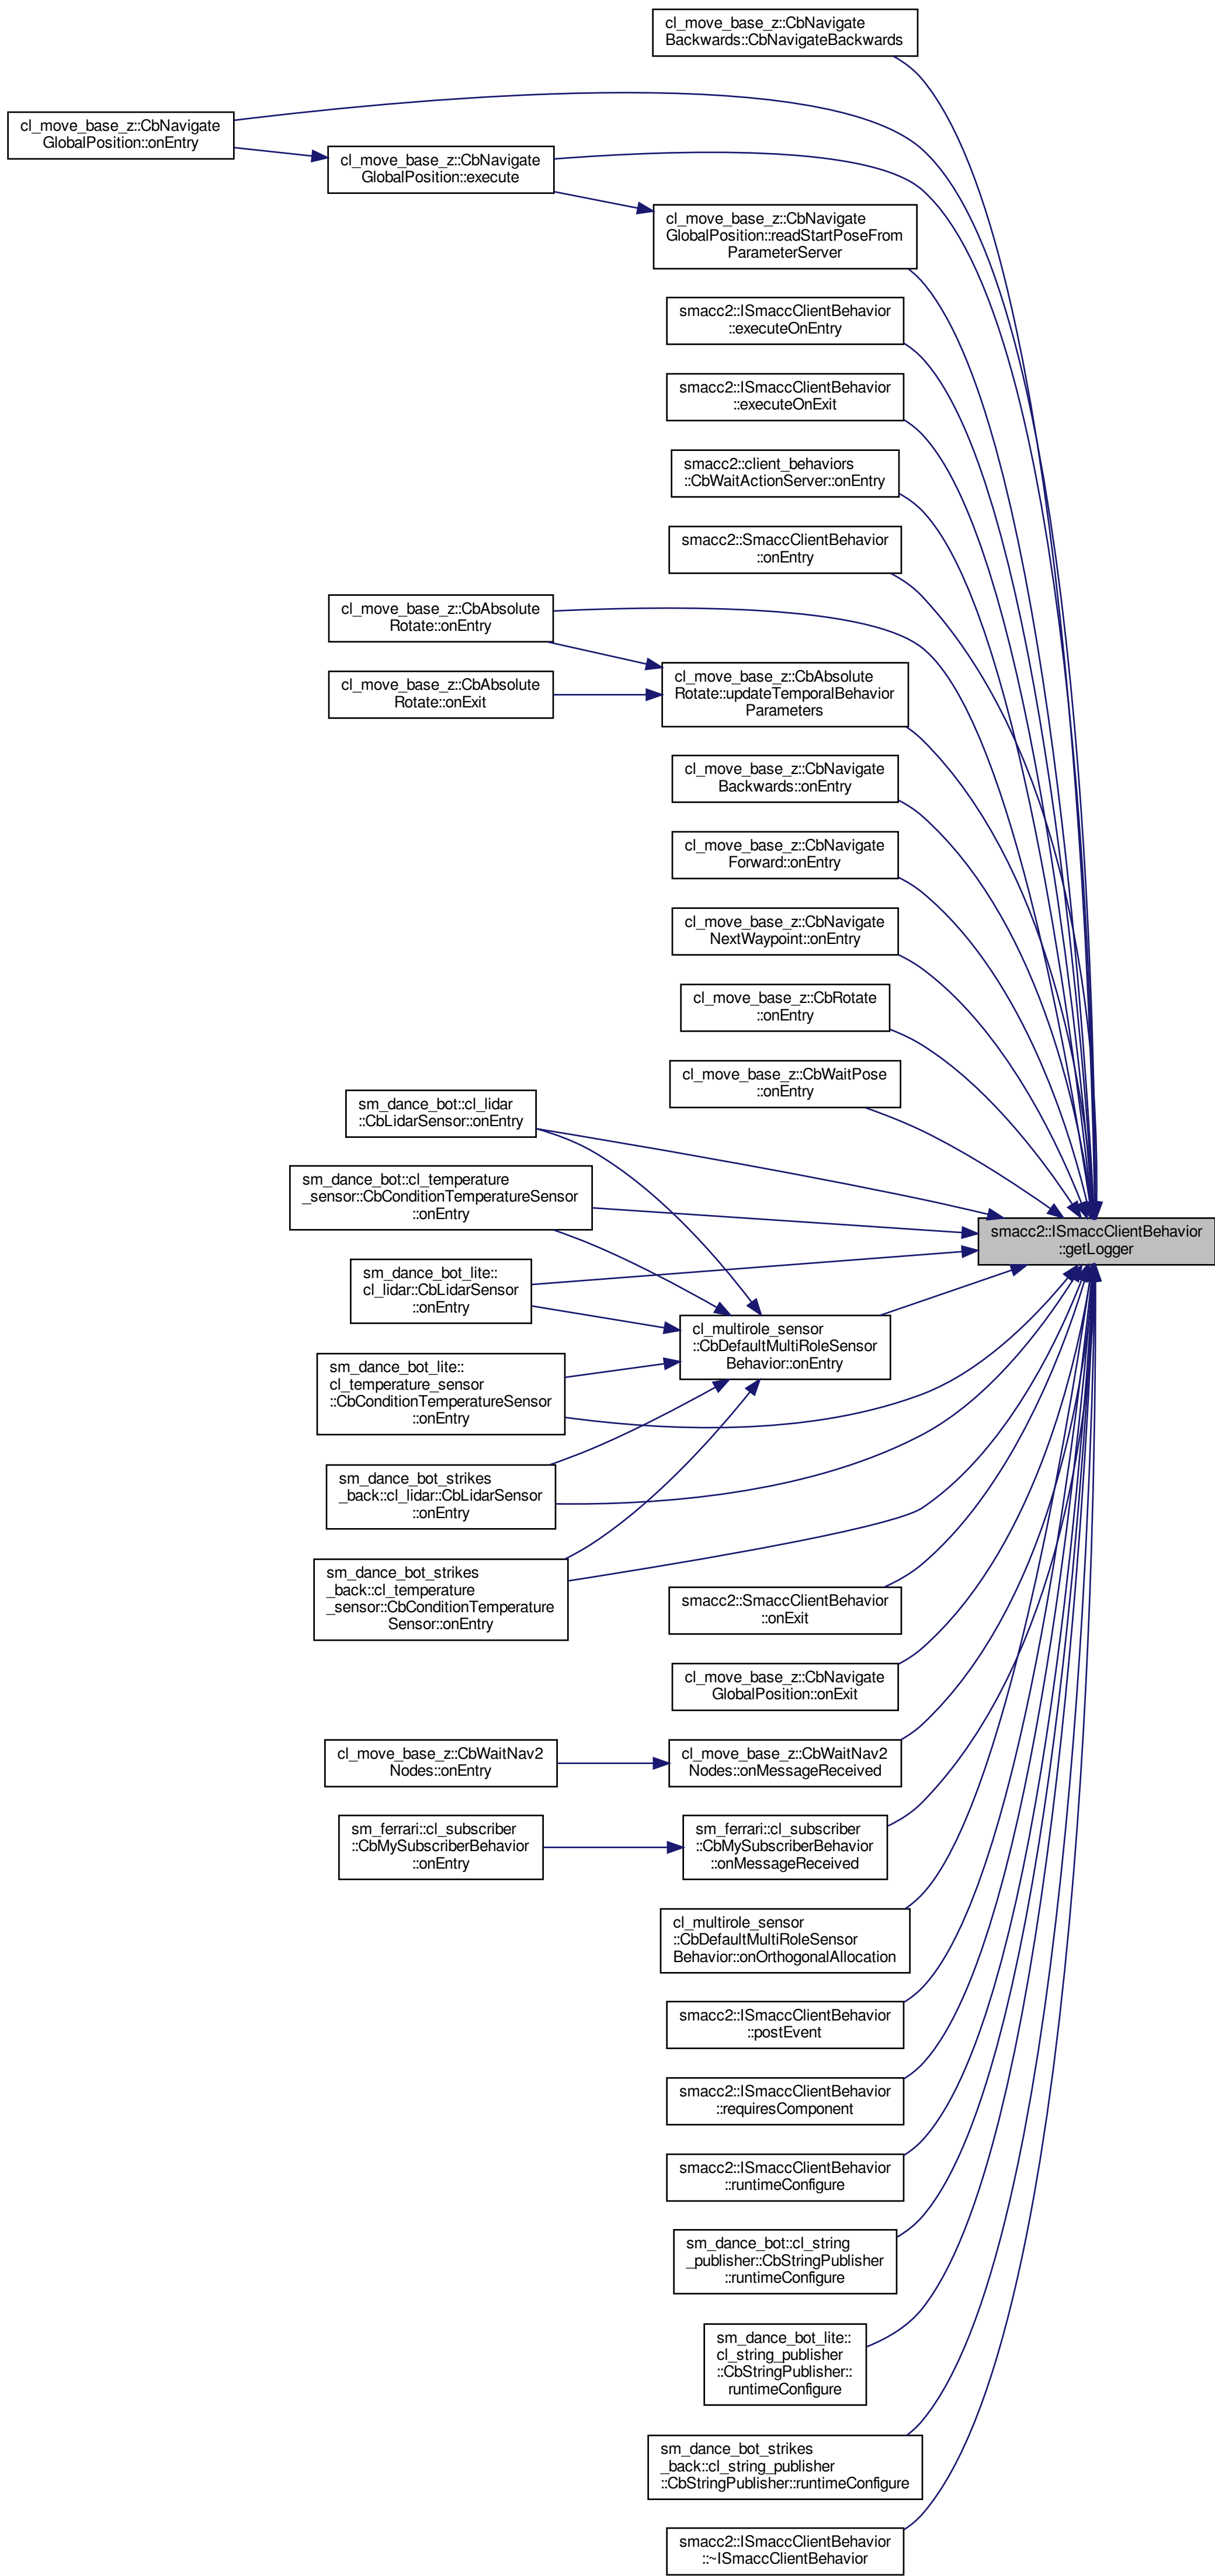 cl_move_base_z::CbNavigate
Backwards::CbNavigateBackwards
cl_move_base_z::CbNavigate
GlobalPosition::onEntry
cl_move_base_z::CbNavigate
GlobalPosition::execute
cl_move_base_z::CbNavigate
GlobalPosition::readStartPoseFrom
ParameterServer
smacc2::ISmaccClientBehavior
::executeOnEntry
smacc2::ISmaccClientBehavior
::executeOnExit
smacc2::client_behaviors
::CbWaitActionServer::onEntry
smacc2::SmaccClientBehavior
::onEntry
cl_move_base_z::CbAbsolute
Rotate::onEntry
cl_move_base_z::CbAbsolute
Rotate::updateTemporalBehavior
Parameters
cl_move_base_z::CbAbsolute
Rotate::onExit
cl_move_base_z::CbNavigate
Backwards::onEntry
cl_move_base_z::CbNavigate
Forward::onEntry
cl_move_base_z::CbNavigate
NextWaypoint::onEntry
cl_move_base_z::CbRotate
::onEntry
cl_move_base_z::CbWaitPose
::onEntry
sm_dance_bot::cl_lidar
::CbLidarSensor::onEntry
sm_dance_bot::cl_temperature
_sensor::CbConditionTemperatureSensor
::onEntry
smacc2::ISmaccClientBehavior
::getLogger
sm_dance_bot_lite::
cl_lidar::CbLidarSensor
::onEntry
cl_multirole_sensor
::CbDefaultMultiRoleSensor
Behavior::onEntry
sm_dance_bot_lite::
cl_temperature_sensor
::CbConditionTemperatureSensor
::onEntry
sm_dance_bot_strikes
_back::cl_lidar::CbLidarSensor
::onEntry
sm_dance_bot_strikes
_back::cl_temperature
_sensor::CbConditionTemperature
Sensor::onEntry
smacc2::SmaccClientBehavior
::onExit
cl_move_base_z::CbNavigate
GlobalPosition::onExit
cl_move_base_z::CbWaitNav2
Nodes::onEntry
cl_move_base_z::CbWaitNav2
Nodes::onMessageReceived
sm_ferrari::cl_subscriber
::CbMySubscriberBehavior
::onEntry
sm_ferrari::cl_subscriber
::CbMySubscriberBehavior
::onMessageReceived
cl_multirole_sensor
::CbDefaultMultiRoleSensor
Behavior::onOrthogonalAllocation
smacc2::ISmaccClientBehavior
::postEvent
smacc2::ISmaccClientBehavior
::requiresComponent
smacc2::ISmaccClientBehavior
::runtimeConfigure
sm_dance_bot::cl_string
_publisher::CbStringPublisher
::runtimeConfigure
sm_dance_bot_lite::
cl_string_publisher
::CbStringPublisher::
runtimeConfigure
sm_dance_bot_strikes
_back::cl_string_publisher
::CbStringPublisher::runtimeConfigure
smacc2::ISmaccClientBehavior
::~ISmaccClientBehavior